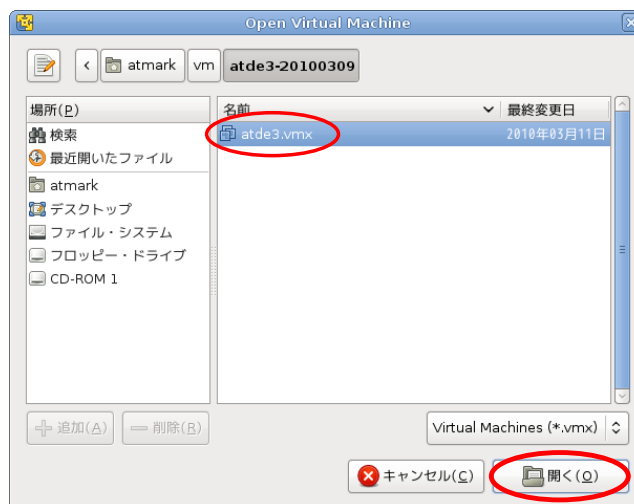 Open Virtual Machine
atmark vm atde3-20100309
場所(P) 名前 最終変更日
検索 atde3.vmx 2010年03月11日
最近開いたファイル
atmark
デスクトップ
ファイル・システム
フロッピー・ドライブ
CD-ROM 1
追加(A) 削除(R) Virtual Machines (*.vmx)
キャンセル(C) 開く(O)